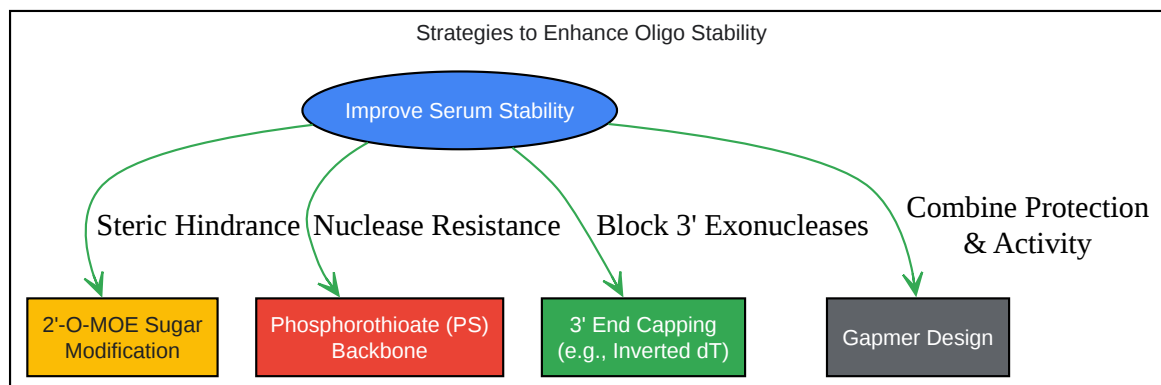 Strategies to Enhance Oligo Stability
Improve Serum Stability
Steric Hindrance
Nuclease Resistance
Block 3' Exonucleases
Combine Protection
& Activity
2'-O-MOE Sugar
Modification
Phosphorothioate (PS)
Backbone
3' End Capping
(e.g., Inverted dT)
Gapmer Design